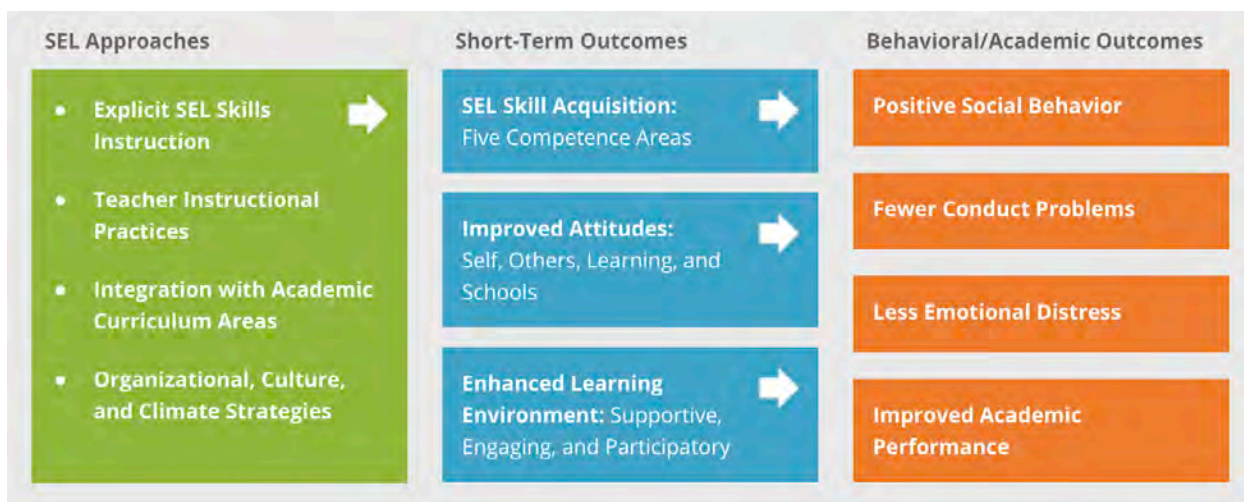 SEL Approaches
Short-Term Outcomes
Behavioral/Academic Outcomes
• Explicit SEL Skills
Instruction
• Teacher Instructional
Practices
• Integration with Academic
Curriculum Areas
• Organizational, Culture,
and Climate Strategies
SEL Skill Acquisition:
Five Competence Areas
Improved Attitudes:
Self, Others, Learning, and
Schools
Enhanced Learning
Environment: Supportive,
Engaging, and Participatory
Positive Social Behavior
Fewer Conduct Problems
Less Emotional Distress
Improved Academic
Performance